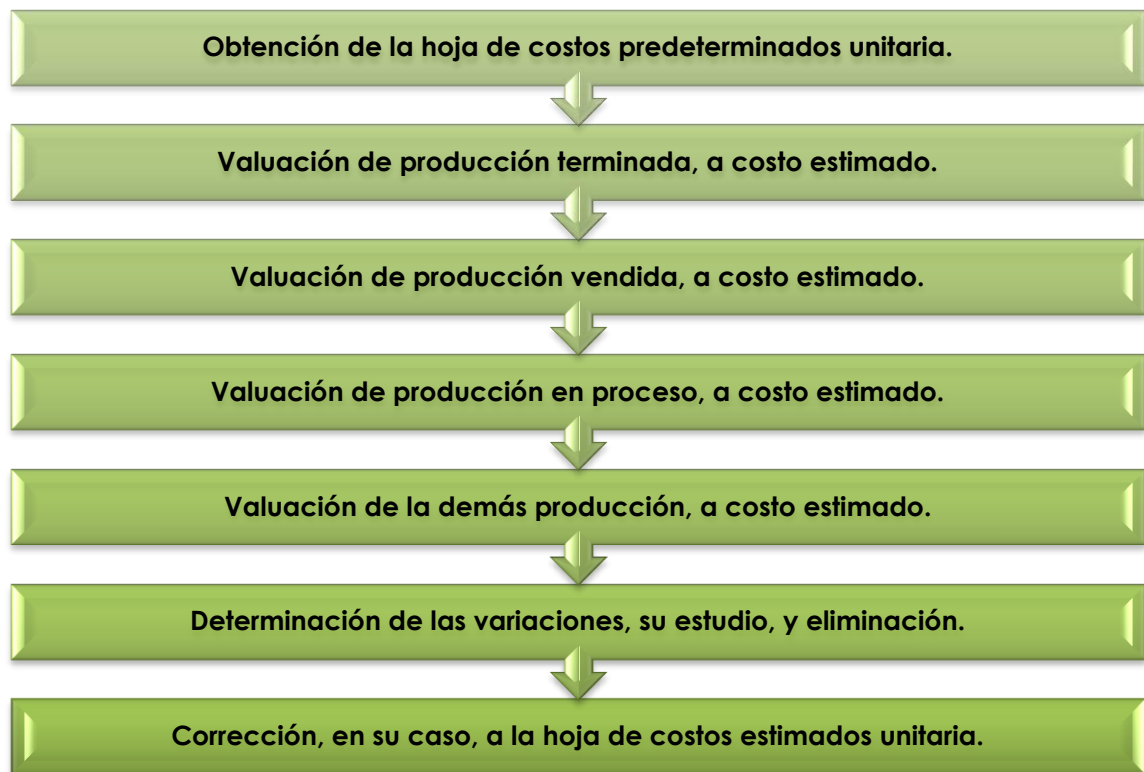 Obtención de la hoja de costos predeterminados unitaria.
Valuación de producción terminada, a costo estimado.
Valuación de producción vendida, a costo estimado.
Valuación de producción en proceso, a costo estimado.
Valuación de la demás producción, a costo estimado.
Determinación de las variaciones, su estudio, y eliminación.
Corrección, en su caso, a la hoja de costos estimados unitaria.